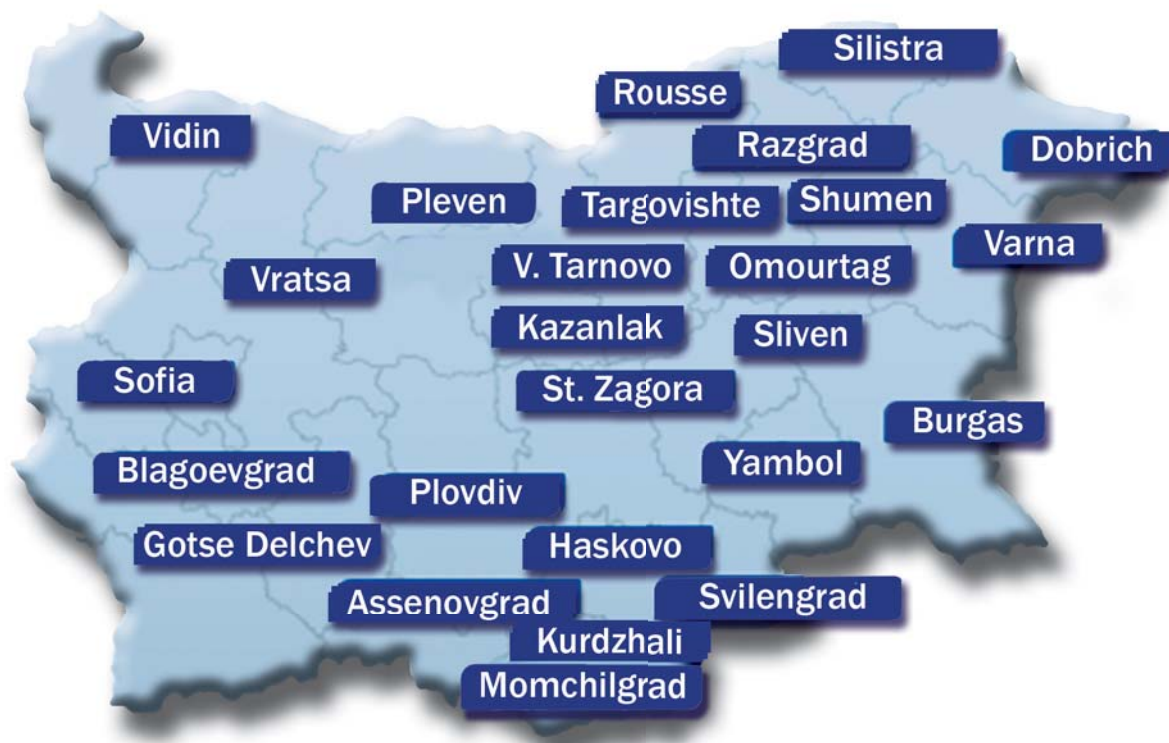 Silistra
Rousse
Vidin
Razgrad
Dobrich
Pleven
Targovishte
Shumen
Varna
Vratsa
V. Tarnovo
Omourtag
Kazanlak
Sliven
Sofia
St. Zagora
Burgas
Blagoevgrad
Plovdiv
Yambol
Gotse Delchev
Haskovo
Assenovgrad
Svilengrad
Kurdzhali
Momchilgrad